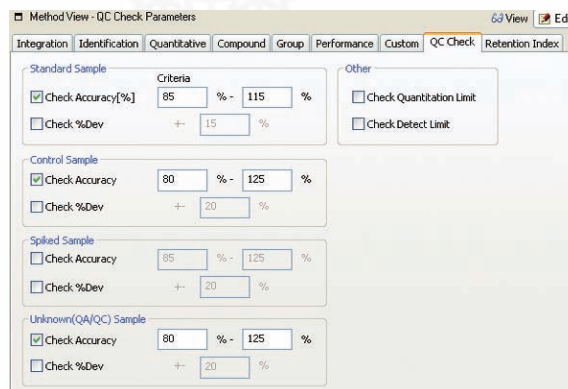 Method View - QC Check Parameters
View Ed
Integration Identification Quantitative Compound Group Performance Custom QC Check Retention Index
Standard Sample
Criteria
Check Accuracy[%] 85 % - 115 %
Check %Dev +- 15 %
Other
Check Quantitation Limit
Check Detect Limit
Control Sample
Check Accuracy 80 % - 125 %
Check %Dev +- 20 %
Spiked Sample
Check Accuracy 85 % - 125 %
Check %Dev +- 20 %
Unknown(QA/QC) Sample
Check Accuracy 80 % - 125 %
Check %Dev +- 20 %